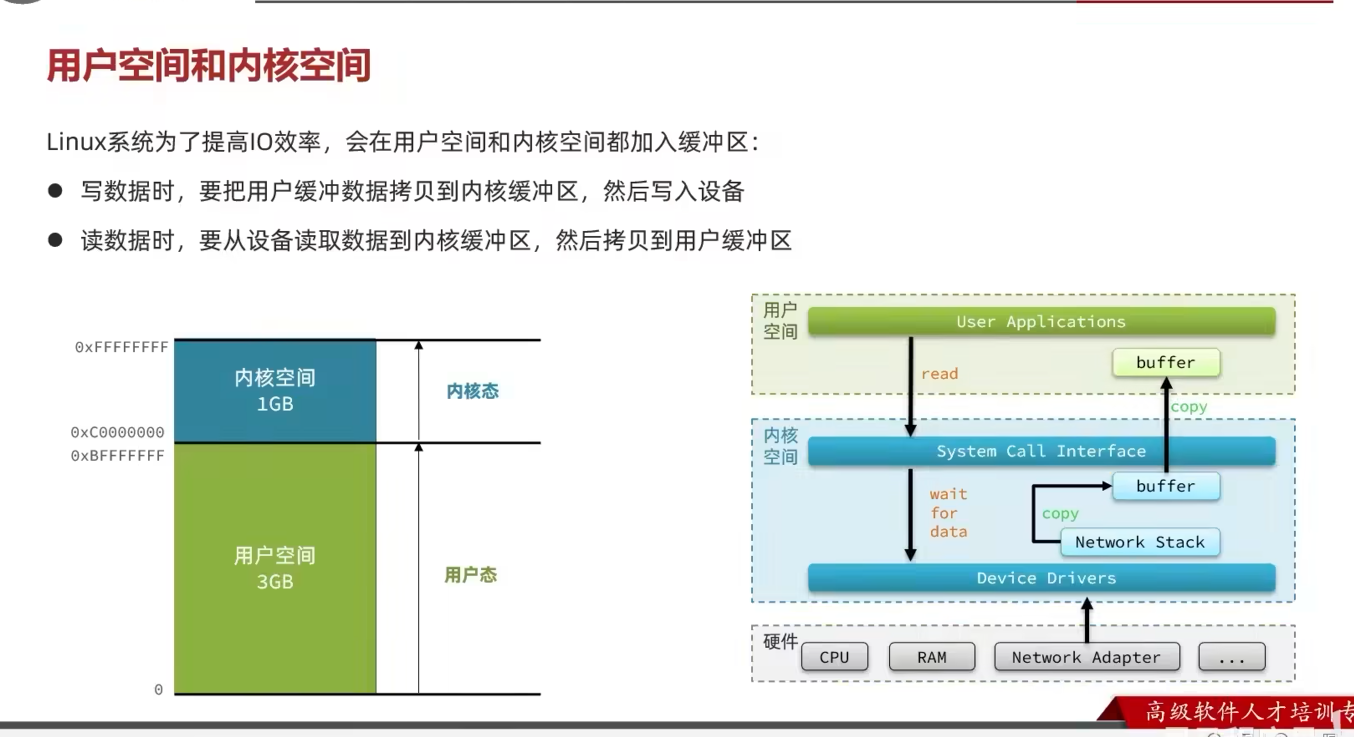 用户空间和内核空间
Linux系统为了提高IO效率，会在用户空间和内核空间都加入缓冲区：
● 写数据时，要把用户缓冲数据拷贝到内核缓冲区，然后写入设备
● 读数据时，要从设备读取数据到内核缓冲区，然后拷贝到用户缓冲区
0xFFFFFFFF
内核空间
1GB
内核态
0xC0000000
0xBFFFFFFF
用户空间
3GB
用户态
0
用户
空间
User Applications
read
buffer
copy
内核
空间
System Call Interface
wait
for
data
buffer
copy
Network Stack
Device Drivers
硬件
CPU
RAM
Network Adapter
...
高级软件人才培训专